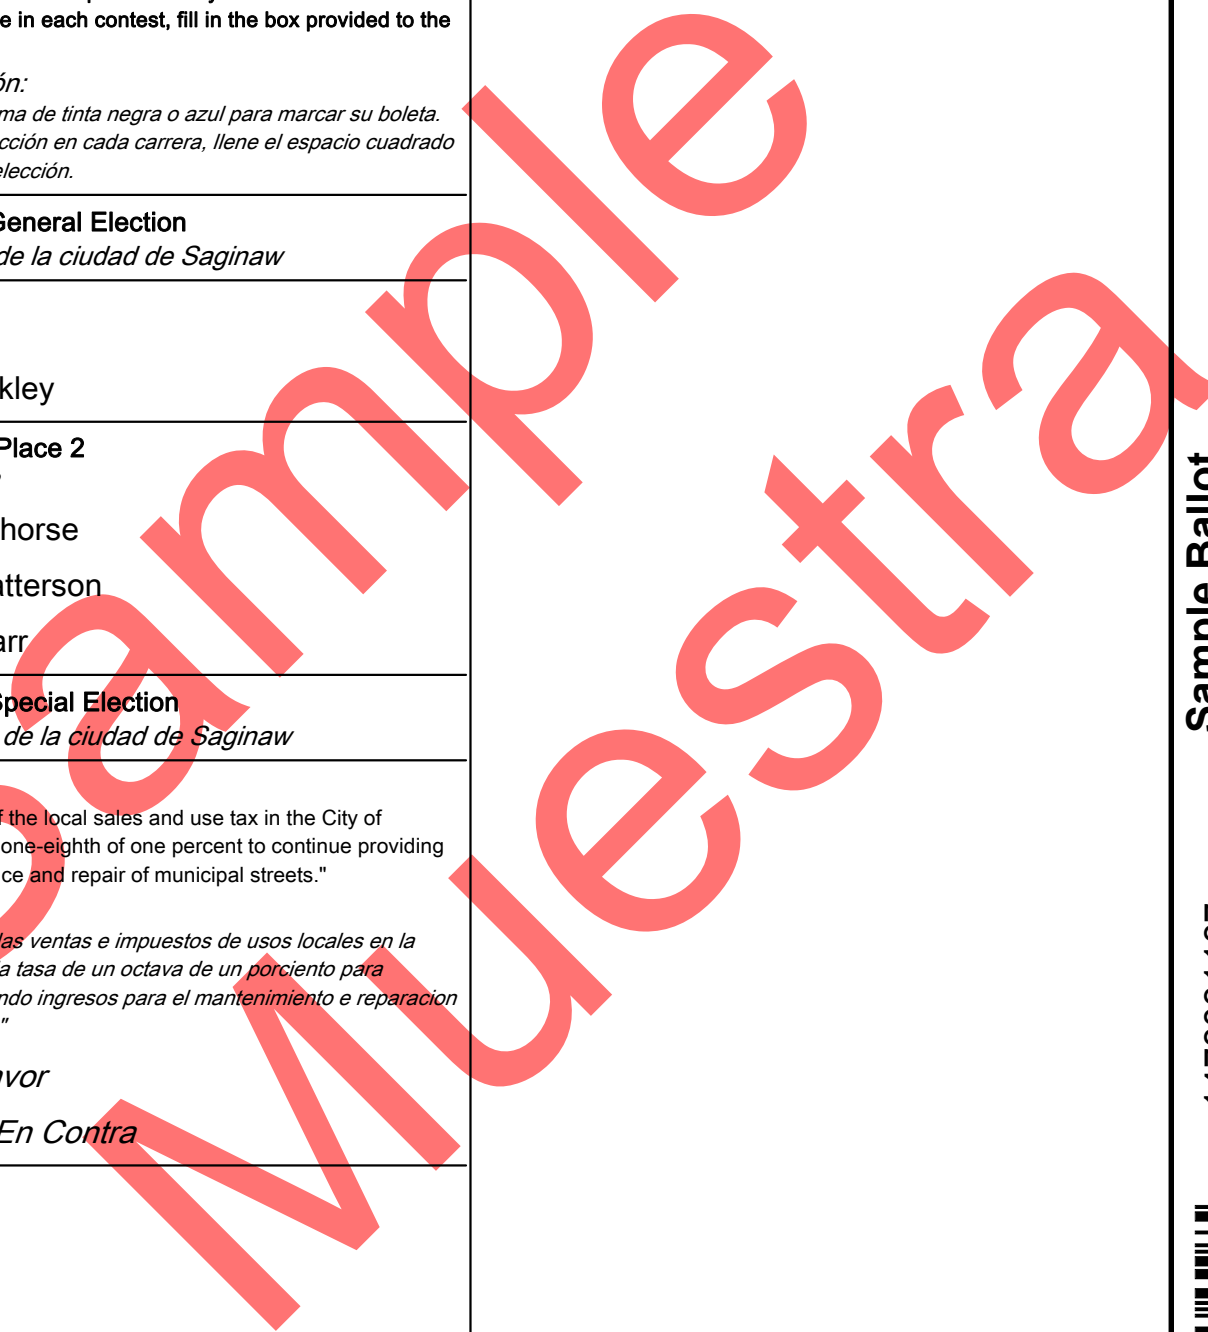 e in each contest, fill in the box provided to the
ón:
ma de tinta negra o azul para marcar su boleta.
cción en cada carrera, llene el espacio cuadrado
elección.
General Election
de la ciudad de Saginaw
kley
Place 2
horse
atterson
arr
Special Election
de la ciudad de Saginaw
f the local sales and use tax in the City of
one-eighth of one percent to continue providing
ce and repair of municipal streets."
las ventas e impuestos de usos locales en la
a tasa de un octava de un porciento para
ndo ingresos para el mantenimiento e reparacion
"
avor
En Contra
Sample
Muestra
Sample Ballot